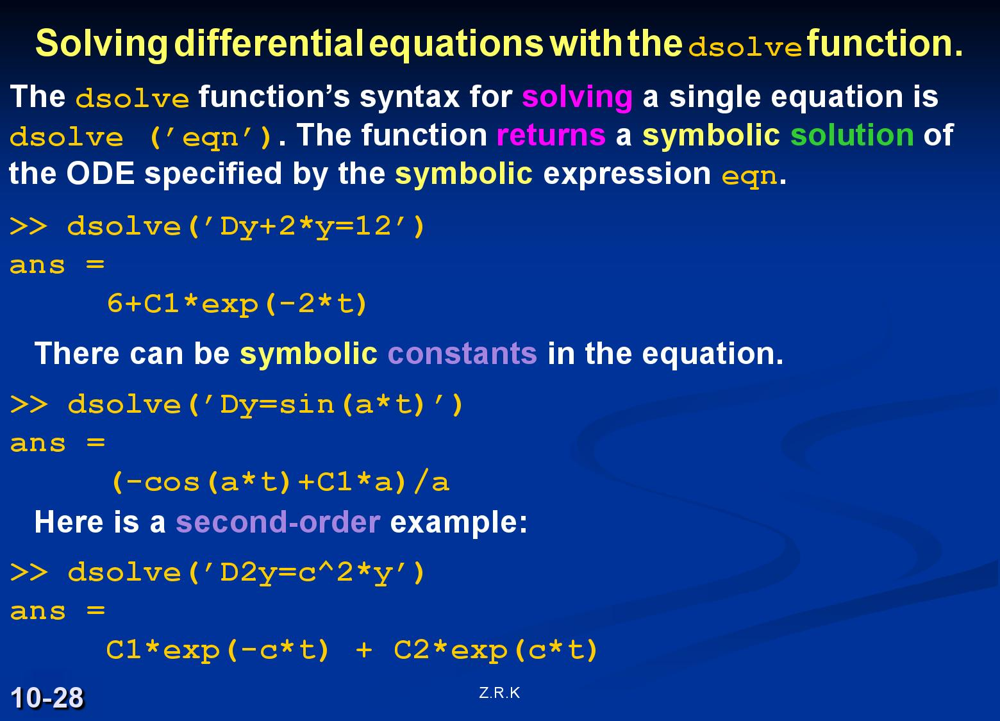 Solving differential equations with the dsolve function.
The dsolve function’s syntax for solving a single equation is
dsolve (’eqn’). The function returns a symbolic solution of
the ODE specified by the symbolic expression eqn.
>> dsolve(’Dy+2*y=12’)
ans =
6+C1*exp(-2*t)
There can be symbolic constants in the equation.
>> dsolve(’Dy=sin(a*t)’)
ans =
(-cos(a*t)+C1*a)/a
Here is a second-order example:
>> dsolve(’D2y=c^2*y’)
ans =
C1*exp(-c*t) + C2*exp(c*t)
10-28
Z.R.K